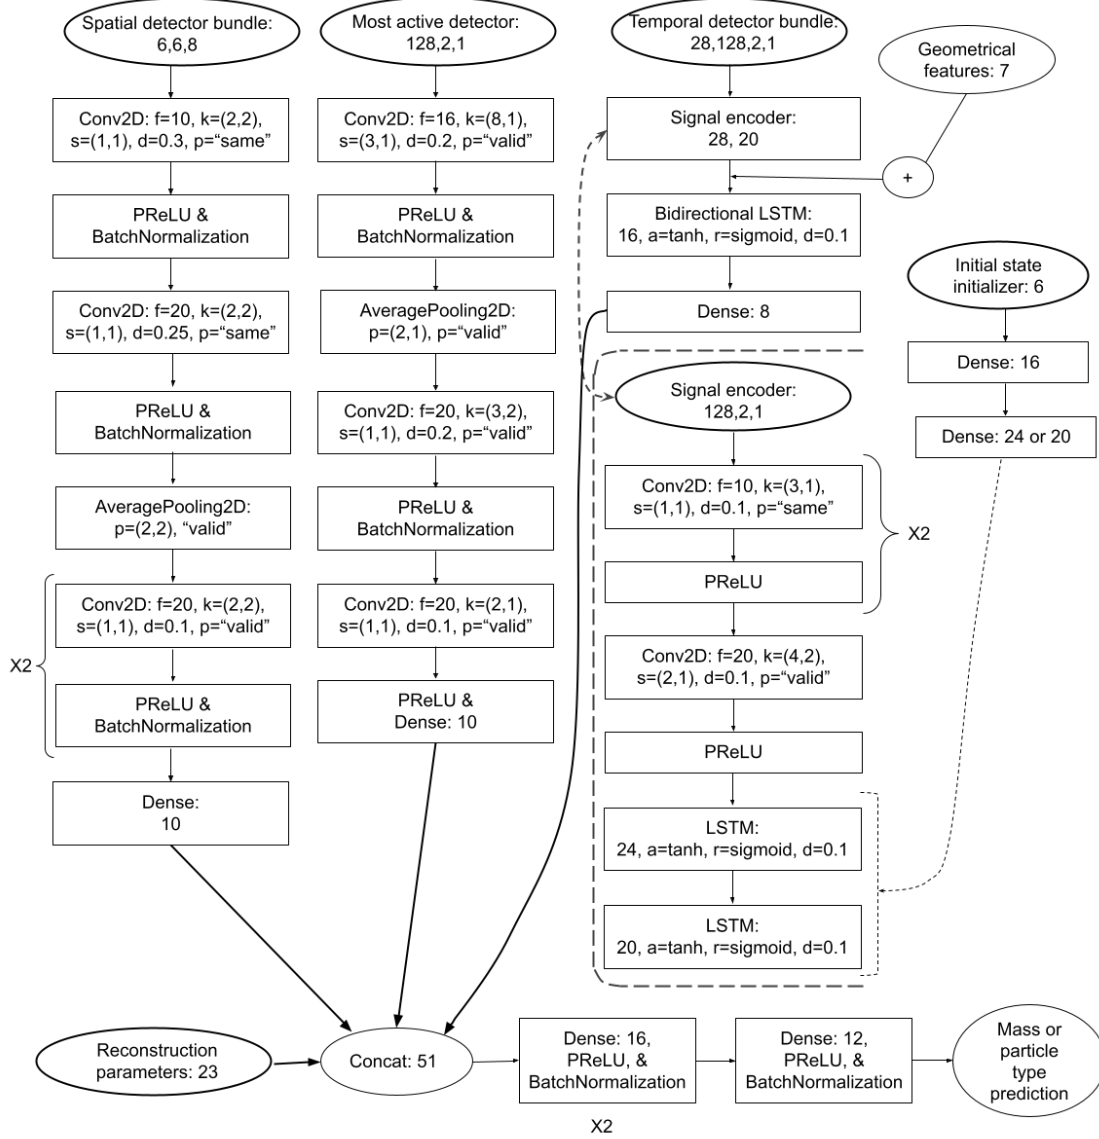 Spatial detector bundle:
6,6,8
Conv2D: f=10, k=(2,2),
s=(1,1), d=0.3, p=“same”
PReLU &
BatchNormalization
Conv2D: f=20, k=(2,2),
s=(1,1), d=0.25, p=“same”
PReLU &
BatchNormalization
AveragePooling2D:
p=(2,2), “valid”
Conv2D: f=20, k=(2,2),
s=(1,1), d=0.1, p=“valid”
X2
PReLU &
BatchNormalization
Dense:
10
Most active detector:
128,2,1
Conv2D: f=16, k=(8,1),
s=(3,1), d=0.2, p=“valid”
PReLU &
BatchNormalization
AveragePooling2D:
p=(2,1), p=“valid”
Conv2D: f=20, k=(3,2),
s=(1,1), d=0.2, p=“valid”
PReLU &
BatchNormalization
Conv2D: f=20, k=(2,1),
s=(1,1), d=0.1, p=“valid”
PReLU &
Dense: 10
Temporal detector bundle:
28,128,2,1
Geometrical
features: 7
Signal encoder:
28, 20
+
Bidirectional LSTM:
16, a=tanh, r=sigmoid, d=0.1
Dense: 8
Signal encoder:
128,2,1
Conv2D: f=10, k=(3,1),
s=(1,1), d=0.1, p=“same”
X2
PReLU
Conv2D: f=20, k=(4,2),
s=(2,1), d=0.1, p=“valid”
PReLU
LSTM:
24, a=tanh, r=sigmoid, d=0.1
LSTM:
20, a=tanh, r=sigmoid, d=0.1
Initial state
initializer: 6
Dense: 16
Dense: 24 or 20
Reconstruction
parameters: 23
Concat: 51
Dense: 16,
PReLU, &
BatchNormalization
X2
Dense: 12,
PReLU, &
BatchNormalization
Mass or
particle
type
prediction